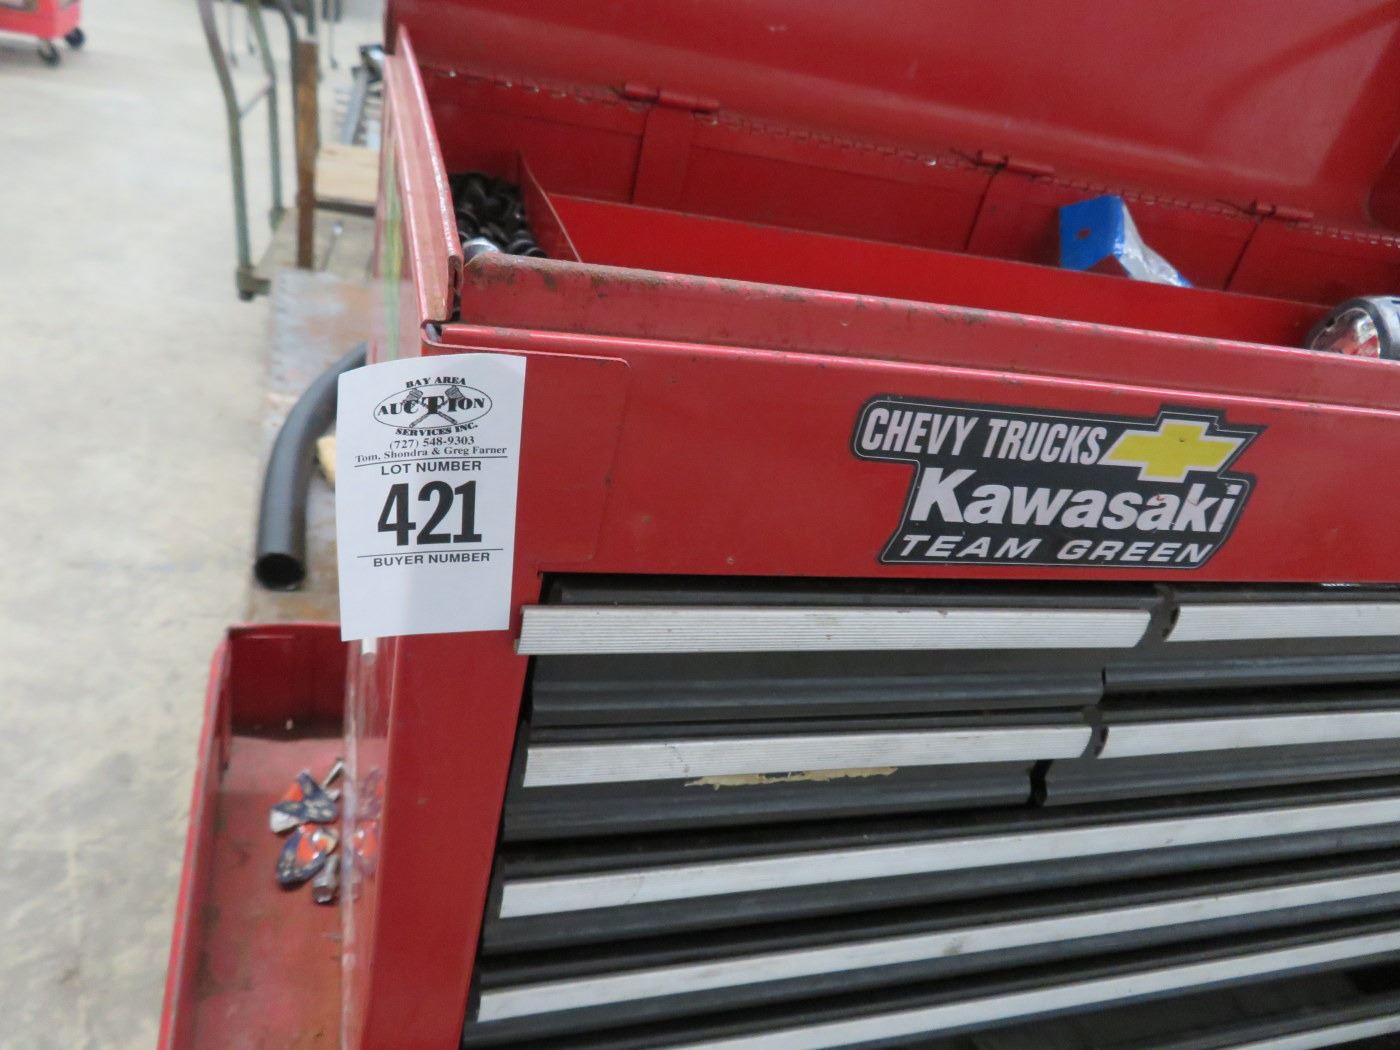 BAY AREA
AUCTION
SERVICES INC.
(727) 548-9303
Tom, Shondra & Greg Farner
LOT NUMBER
421
BUYER NUMBER
CHEVY TRUCKS
Kawasaki
TEAM GREEN